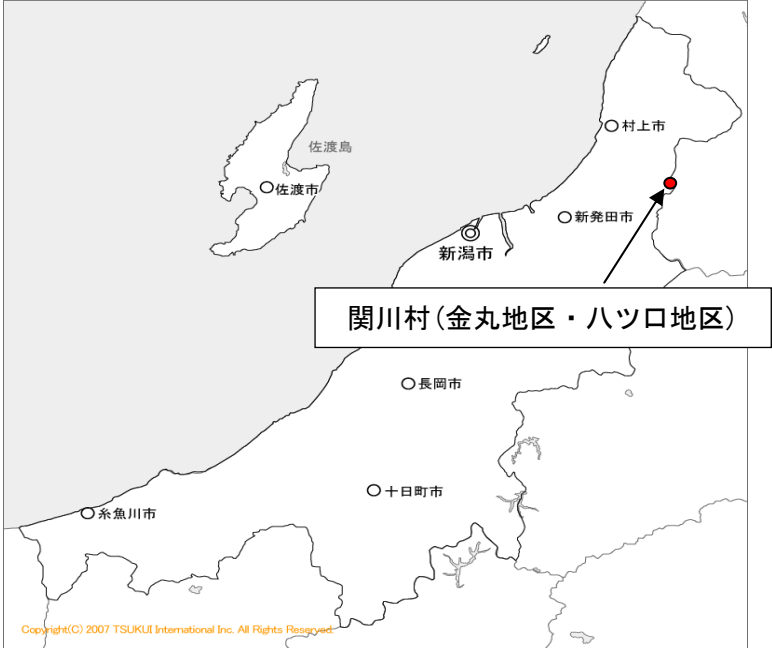 村上市
佐渡島
佐渡市
新発田市
新潟市
関川村(金丸地区・八ツ口地区)
長岡市
十日町市
糸魚川市
Copyright(C) 2007 TSUKUI International Inc. All Rights Reserved.